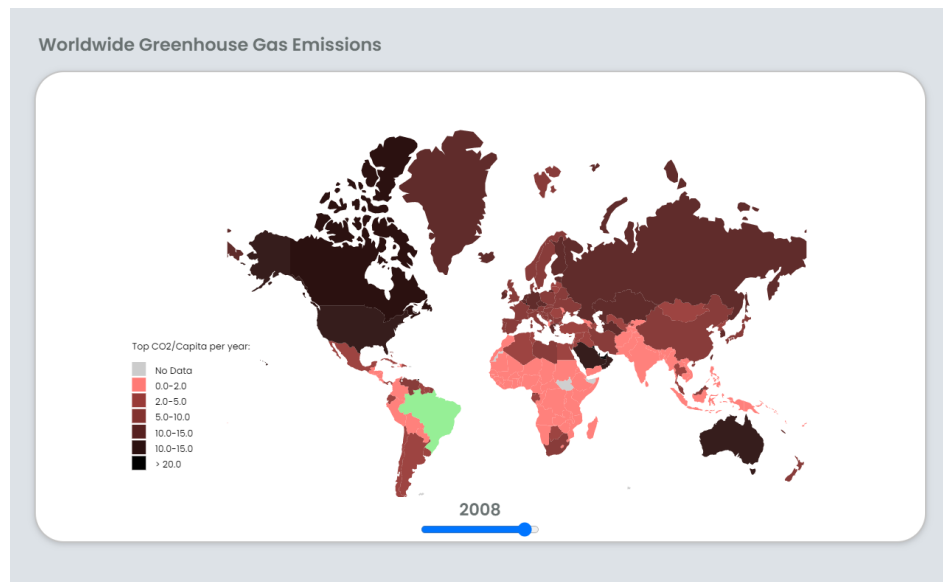 Worldwide Greenhouse Gas Emissions
Top CO2/Capita per year:
No Data
0.0-2.0
2.0-5.0
5.0-10.0
10.0-15.0
10.0-15.0
> 20.0
2008